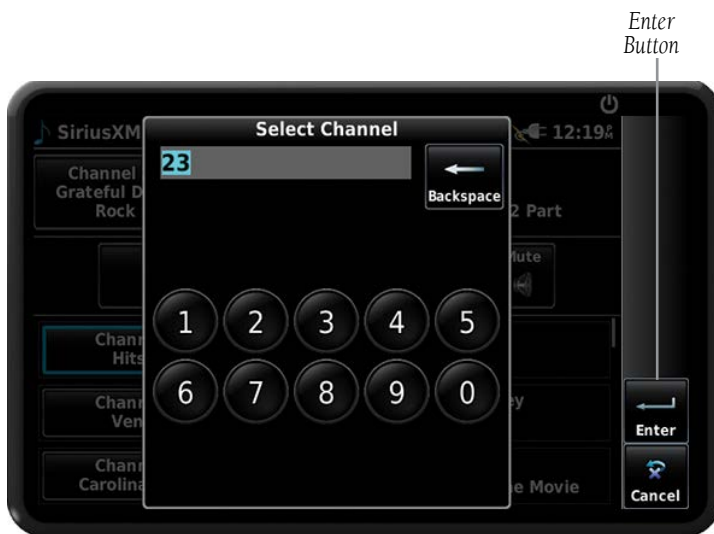 Enter
Button
SiriusXM
Select Channel
12:19
23
Backspace
Channel
Grateful D
Rock
2 Part
Mute
1 2 3 4 5
6 7 8 9 0
Chann
Hits
Chann
Ven
ey
Chann
Carolina
e Movie
Enter
Cancel